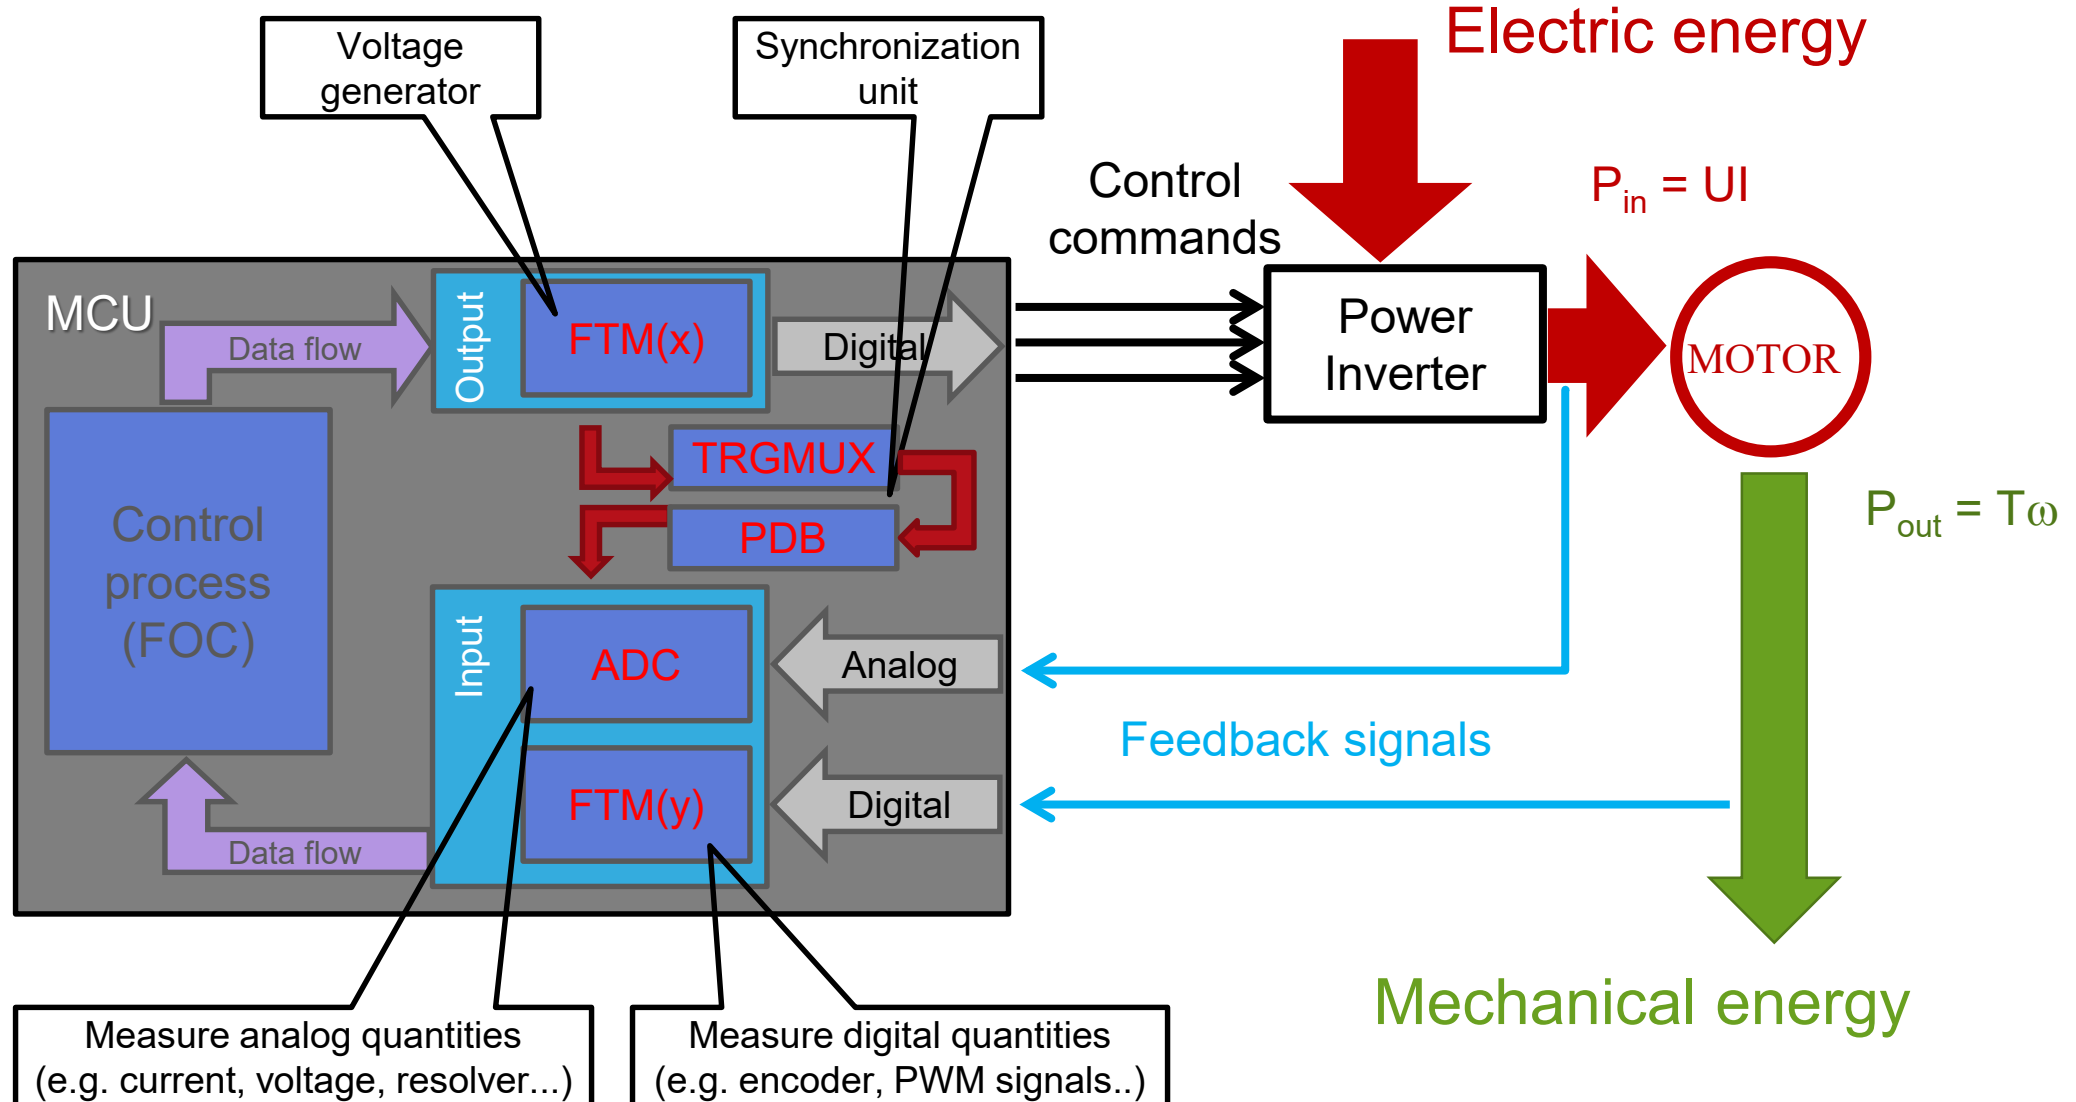 Electric energy
Voltage
generator
Synchronization
unit
Control
commands
P_in = UI
MCU
Data flow
Output
FTM(x)
Digital
Power
Inverter
MOTOR
TRGMUX
PDB
P_out = Tω
Control
process
(FOC)
Input
ADC
Analog
Feedback signals
FTM(y)
Digital
Data flow
Mechanical energy
Measure analog quantities
(e.g. current, voltage, resolver...)
Measure digital quantities
(e.g. encoder, PWM signals..)